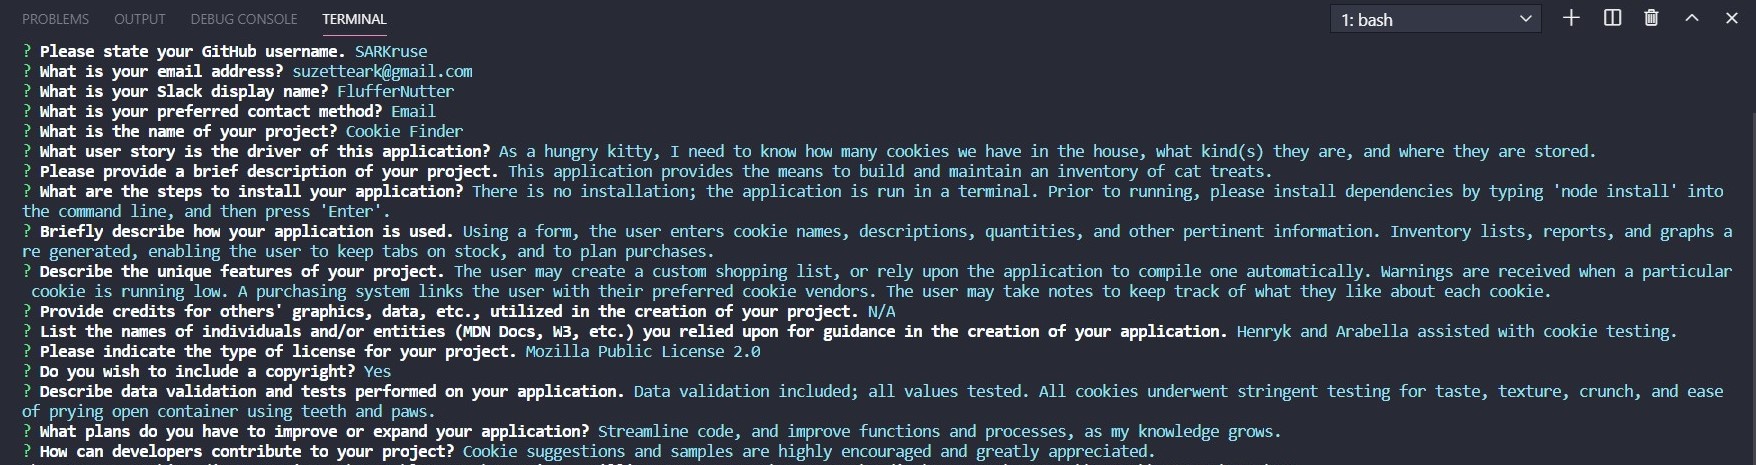 PROBLEMS OUTPUT DEBUG CONSOLE TERMINAL 1: bash
? Please state your GitHub username. SARKruse
? What is your email address? suzetteark@gmail.com
? What is your Slack display name? FlufferNutter
? What is your preferred contact method? Email
? What is the name of your project? Cookie Finder
? What user story is the driver of this application? As a hungry kitty, I need to know how many cookies we have in the house, what kind(s) they are, and where they are stored.
? Please provide a brief description of your project. This application provides the means to build and maintain an inventory of cat treats.
? What are the steps to install your application? There is no installation; the application is run in a terminal. Prior to running, please install dependencies by typing 'node install' into
the command line, and then press 'Enter'.
? Briefly describe how your application is used. Using a form, the user enters cookie names, descriptions, quantities, and other pertinent information. Inventory lists, reports, and graphs a
re generated, enabling the user to keep tabs on stock, and to plan purchases.
? Describe the unique features of your project. The user may create a custom shopping list, or rely upon the application to compile one automatically. Warnings are received when a particular
cookie is running low. A purchasing system links the user with their preferred cookie vendors. The user may take notes to keep track of what they like about each cookie.
? Provide credits for others' graphics, data, etc., utilized in the creation of your project. N/A
? List the names of individuals and/or entities (MDN Docs, W3, etc.) you relied upon for guidance in the creation of your application. Henryk and Arabella assisted with cookie testing.
? Please indicate the type of license for your project. Mozilla Public License 2.0
? Do you wish to include a copyright? Yes
? Describe data validation and tests performed on your application. Data validation included; all values tested. All cookies underwent stringent testing for taste, texture, crunch, and ease
of prying open container using teeth and paws.
? What plans do you have to improve or expand your application? Streamline code, and improve functions and processes, as my knowledge grows.
? How can developers contribute to your project? Cookie suggestions and samples are highly encouraged and greatly appreciated.